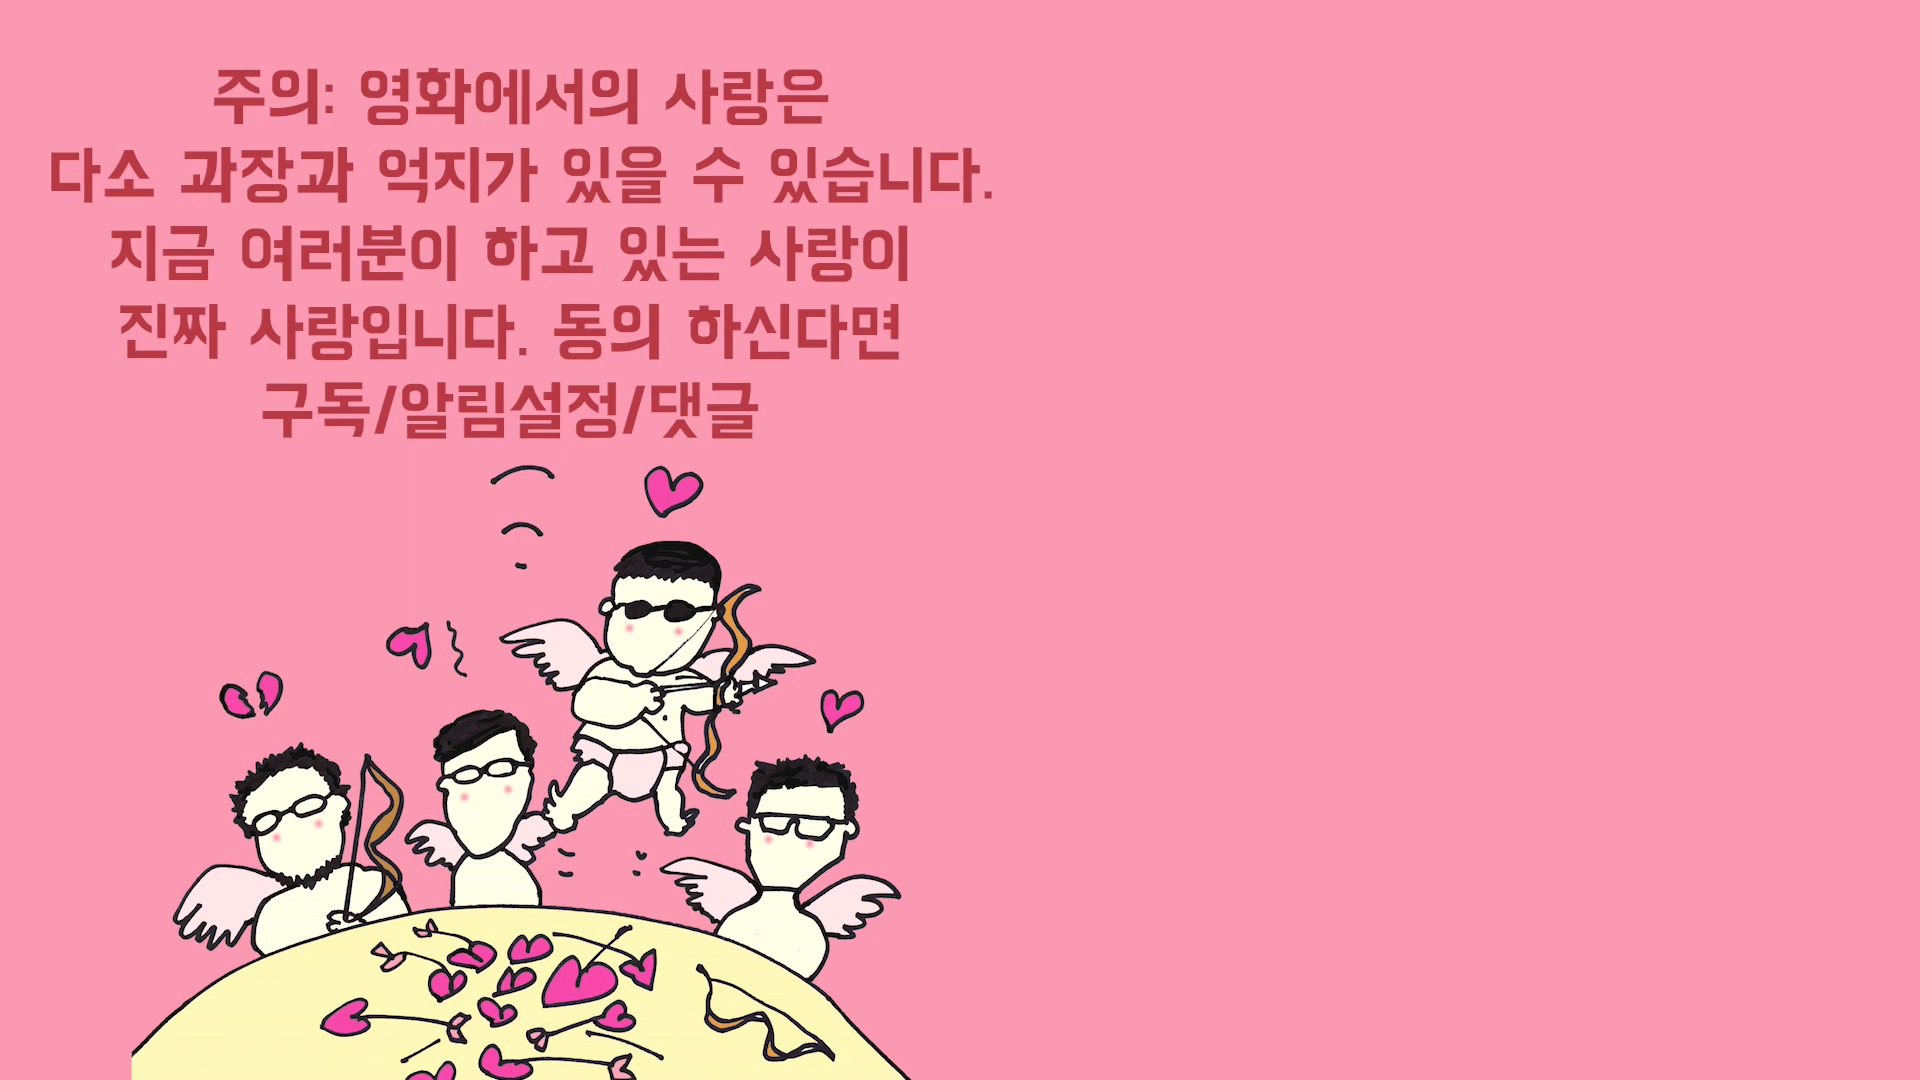 주의: 영화에서의 사랑은
다소 과장과 억지가 있을 수 있습니다.
지금 여러분이 하고 있는 사랑이
진짜 사랑입니다. 동의 하신다면
구독/알림설정/댓글